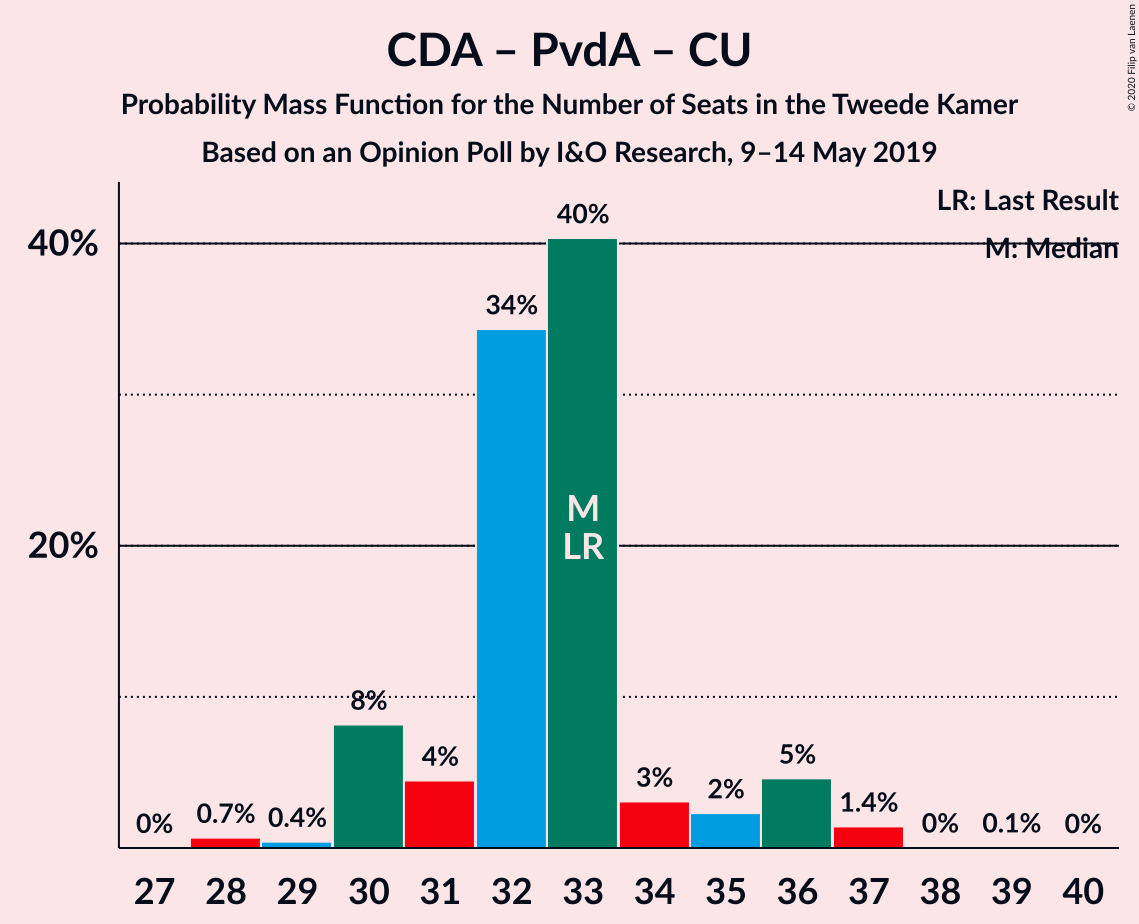 CDA – PvdA – CU
Probability Mass Function for the Number of Seats in the Tweede Kamer
Based on an Opinion Poll by I&O Research, 9–14 May 2019
© 2020 Filip van Laenen
LR: Last Result
M: Median
40%
20%
0%
0.7%
0.4%
8%
4%
34%
40%
M
LR
3%
2%
5%
1.4%
0%
0.1%
0%
27 28 29 30 31 32 33 34 35 36 37 38 39 40